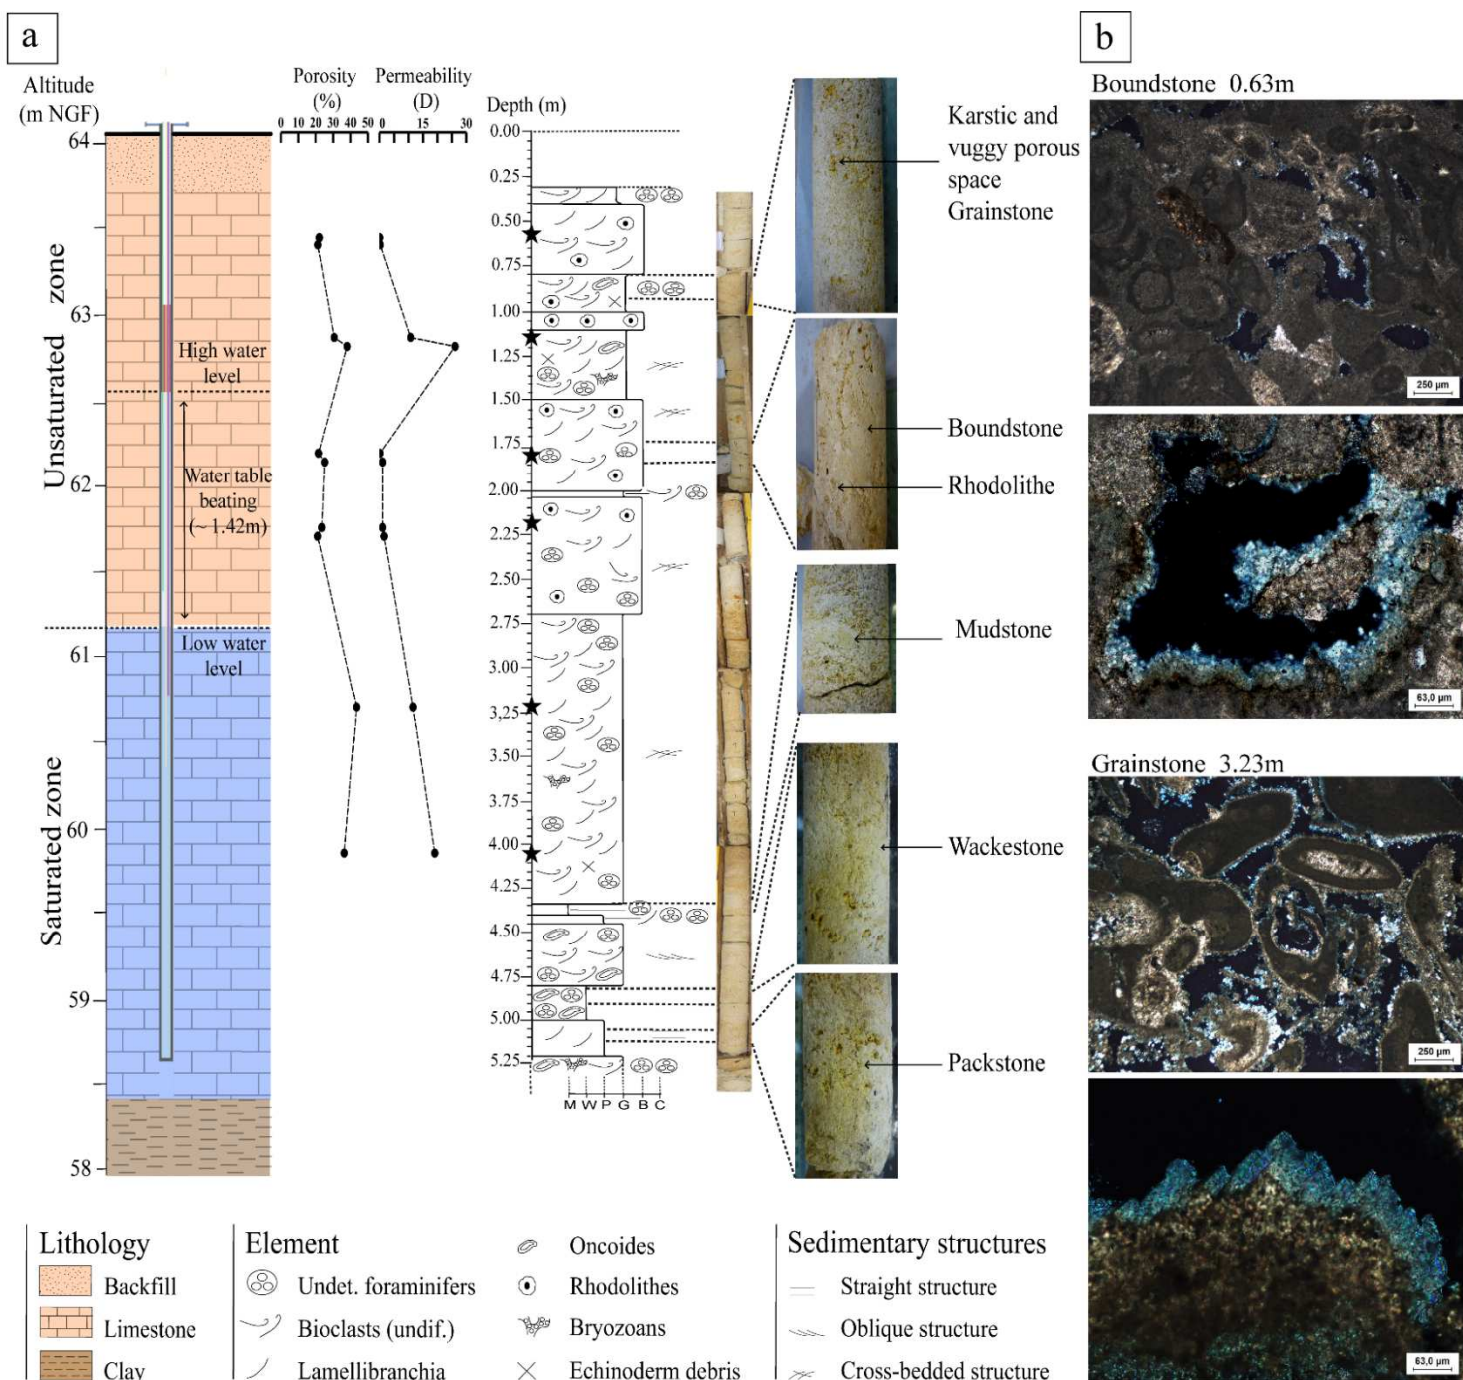 a
Altitude
(m NGF)
64
63
62
61
60
59
58
Unsaturated zone
Saturated zone
High water
level
Water table
beating
(~ 1.42m)
Low water
level
Porosity
(%)
0 10 20 30 40 50
Permeability
(D)
0 15 30
Depth (m)
0.00
0.25
0.50
0.75
1.00
1.25
1.50
1.75
2.00
2.25
2.50
2.75
3.00
3.25
3.50
3.75
4.00
4.25
4.50
4.75
5.00
5.25
M W P G B C
Karstic and
vuggy porous
space
Grainstone
Boundstone
Rhodolithe
Mudstone
Wackestone
Packstone
b
Boundstone 0.63m
250 µm
63,0 µm
Grainstone 3.23m
250 µm
63,0 µm
Lithology
Backfill
Limestone
Clay
Element
Undet. foraminifers
Bioclasts (undif.)
Lamellibranchia
Oncoides
Rhodolithes
Bryozoans
Echinoderm debris
Sedimentary structures
Straight structure
Oblique structure
Cross-bedded structure